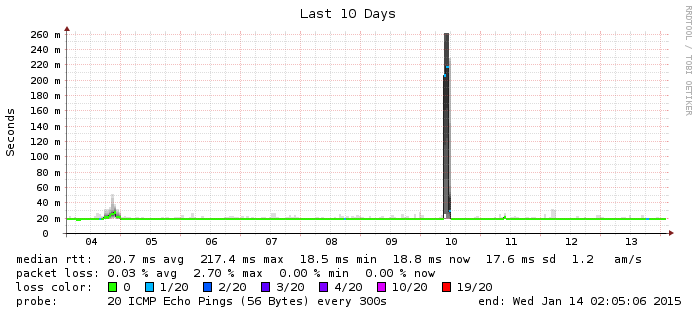 Last 10 Days
RRDTOOL / TOBI OETIKER
Seconds
260 m
240 m
220 m
200 m
180 m
160 m
140 m
120 m
100 m
80 m
60 m
40 m
20 m
0
04 05 06 07 08 09 10 11 12 13
median rtt: 20.7 ms avg 217.4 ms max 18.5 ms min 18.8 ms now 17.6 ms sd 1.2 am/s
packet loss: 0.03 % avg 2.70 % max 0.00 % min 0.00 % now
loss color: 0 1/20 2/20 3/20 4/20 10/20 19/20
probe: 20 ICMP Echo Pings (56 Bytes) every 300s end: Wed Jan 14 02:05:06 2015